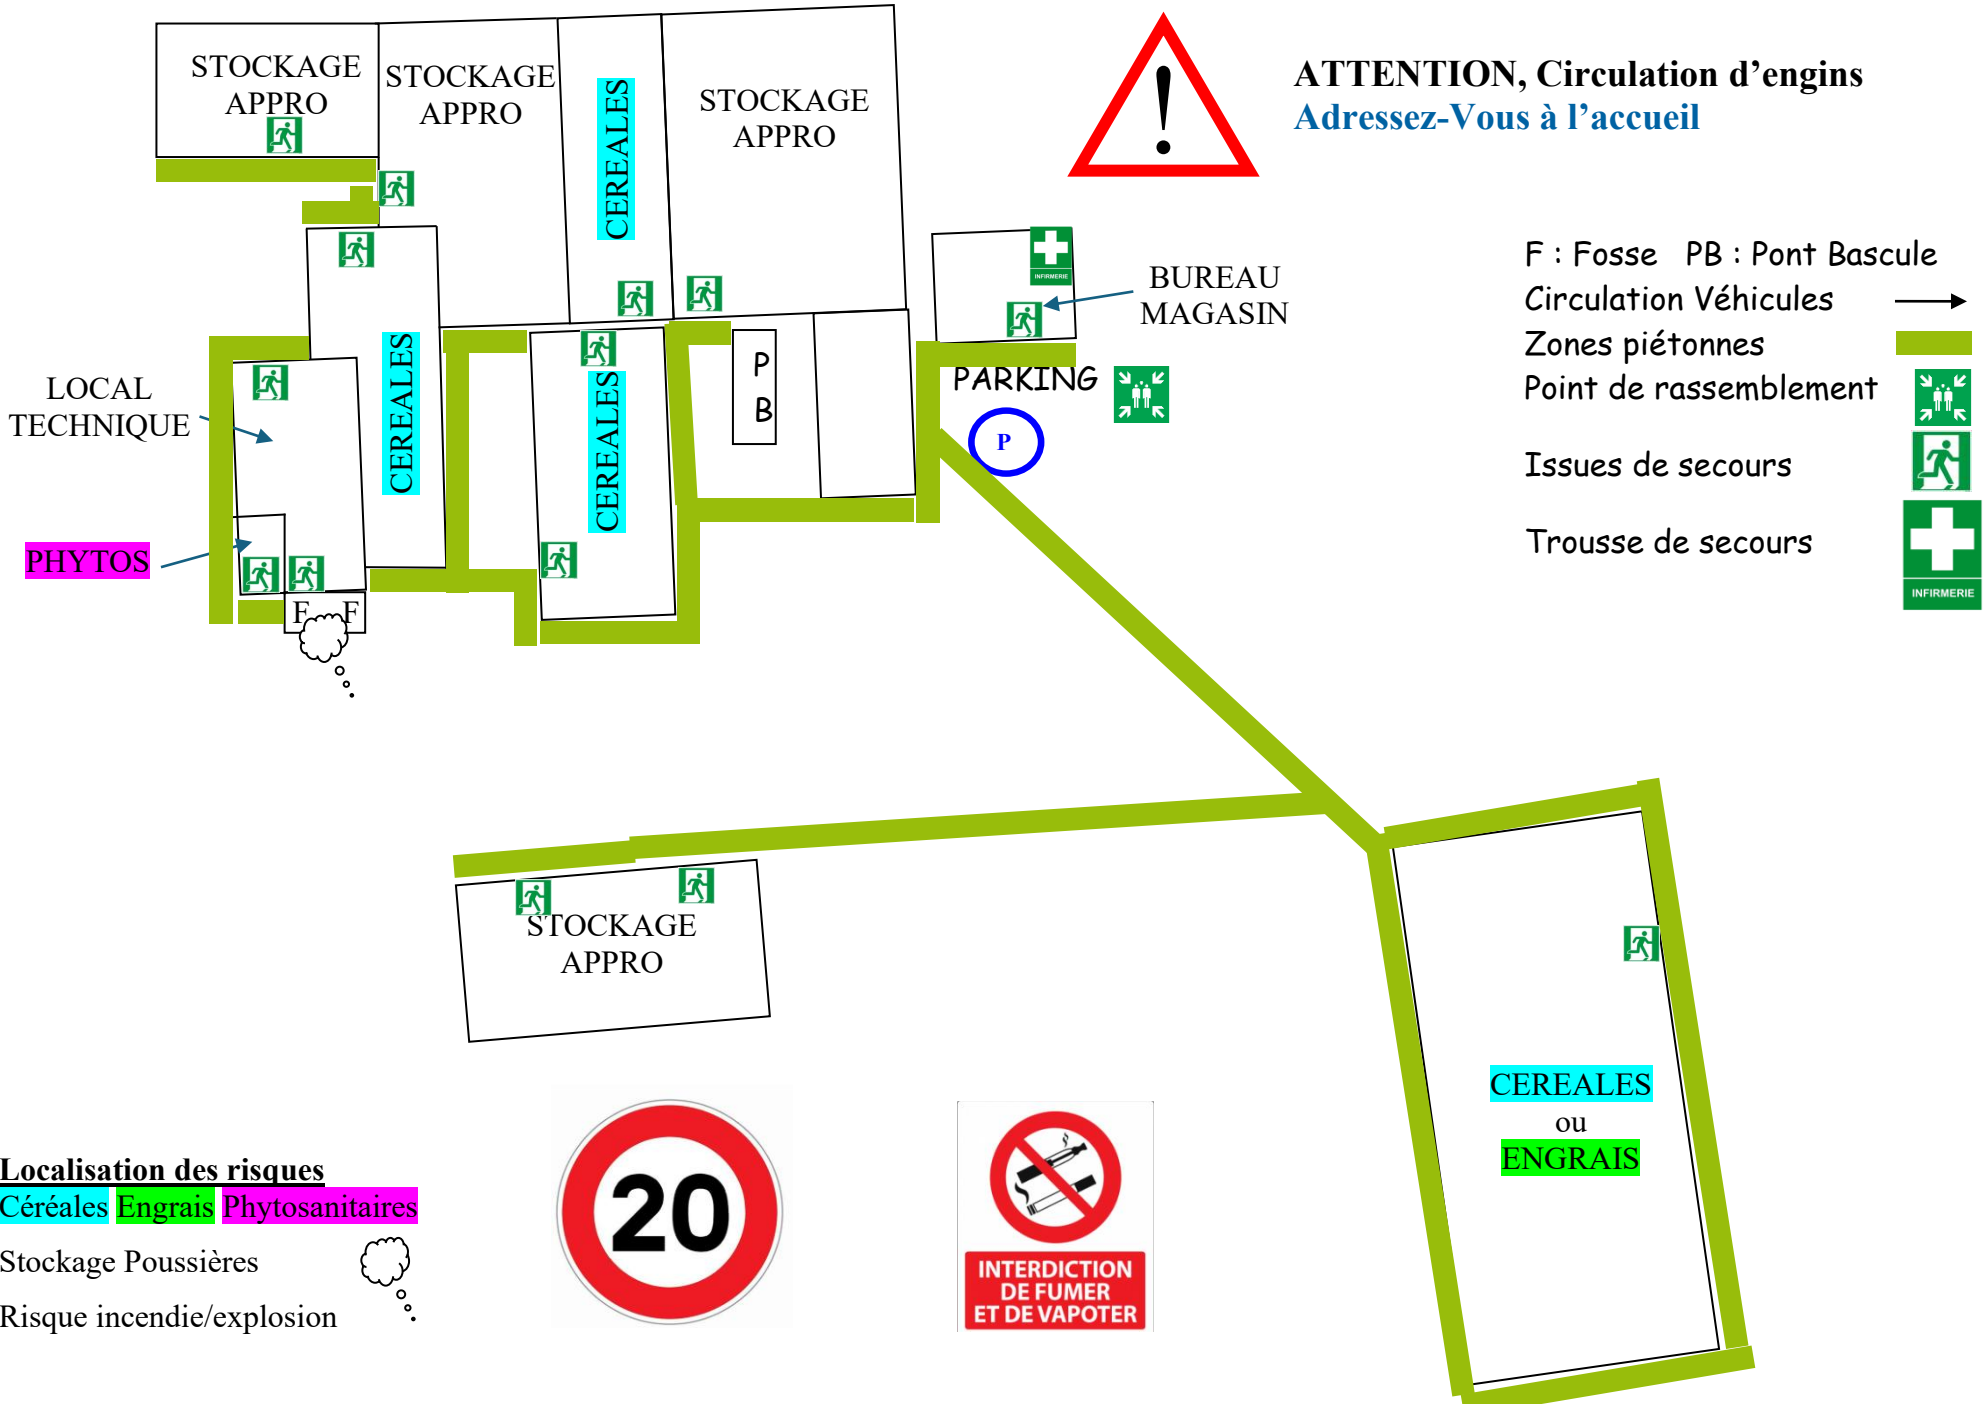 STOCKAGE
APPRO
STOCKAGE
APPRO
CEREALES
STOCKAGE
APPRO
ATTENTION, Circulation d’engins
Adressez-Vous à l’accueil
INFIRMERIE
BUREAU
MAGASIN
F : Fosse PB : Pont Bascule
Circulation Véhicules
Zones piétonnes
Point de rassemblement
Issues de secours
Trousse de secours
INFIRMERIE
LOCAL
TECHNIQUE
CEREALES
CEREALES
P
B
PARKING
P
PHYTOS
F F
STOCKAGE
APPRO
CEREALES
ou
ENGRAIS
Localisation des risques
Céréales Engrais Phytosanitaires
Stockage Poussières
Risque incendie/explosion
20
INTERDICTION
DE FUMER
ET DE VAPOTER